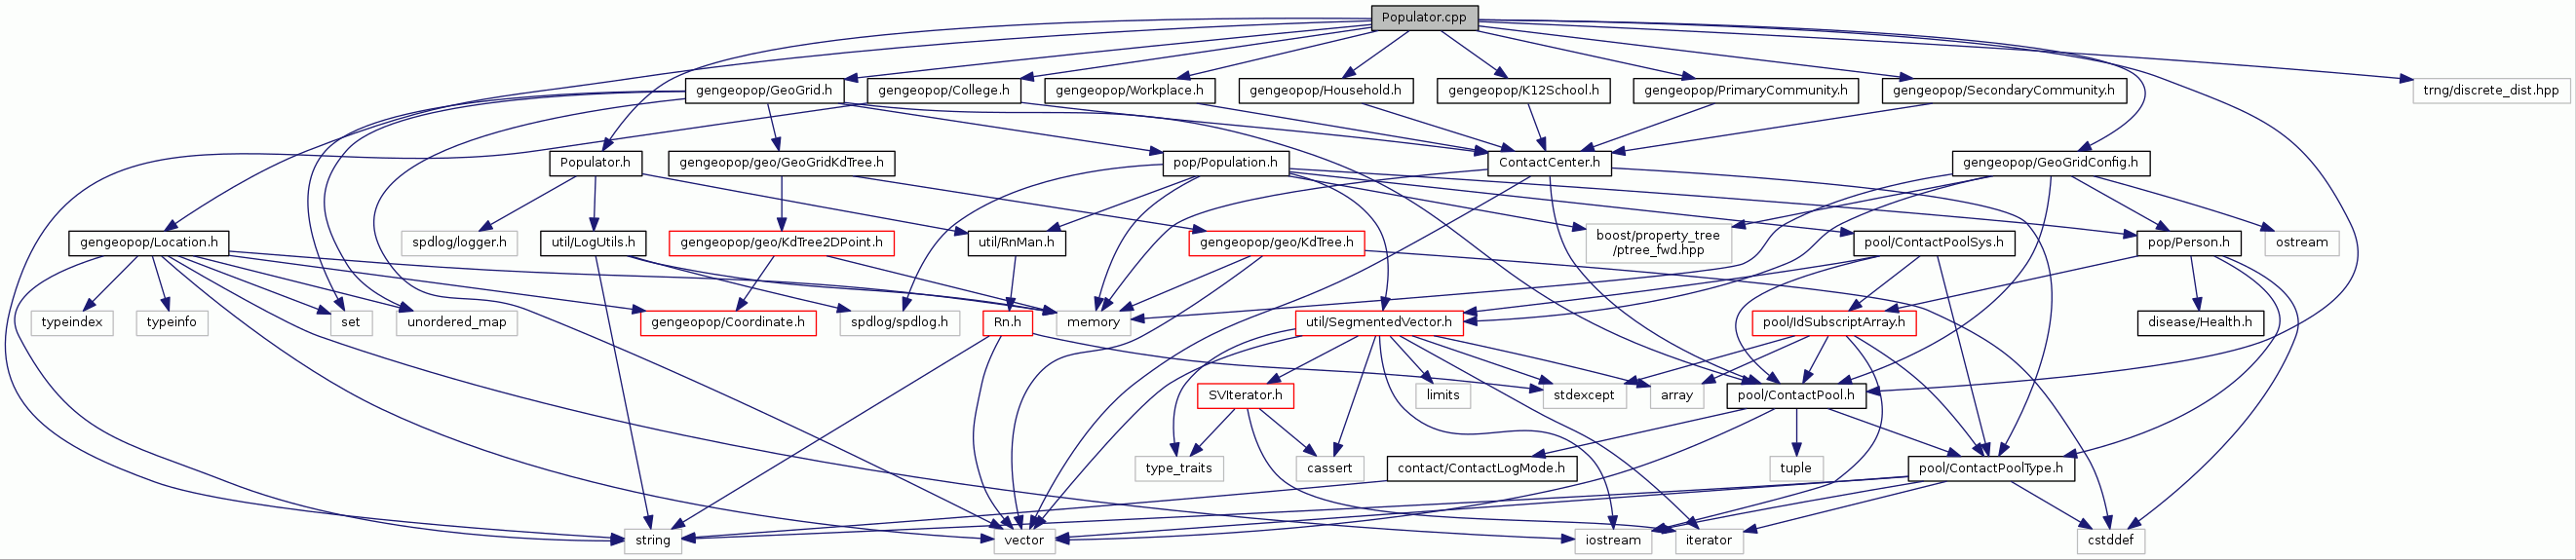 Populator.cpp
gengeopop/GeoGrid.h
gengeopop/College.h
gengeopop/Workplace.h
gengeopop/Household.h
gengeopop/K12School.h
gengeopop/PrimaryCommunity.h
gengeopop/SecondaryCommunity.h
trng/discrete_dist.hpp
Populator.h
gengeopop/geo/GeoGridKdTree.h
pop/Population.h
ContactCenter.h
gengeopop/GeoGridConfig.h
gengeopop/Location.h
spdlog/logger.h
util/LogUtils.h
gengeopop/geo/KdTree2DPoint.h
util/RnMan.h
gengeopop/geo/KdTree.h
boost/property_tree
/ptree_fwd.hpp
pool/ContactPoolSys.h
pop/Person.h
ostream
typeindex
typeinfo
set
unordered_map
gengeopop/Coordinate.h
spdlog/spdlog.h
Rn.h
memory
util/SegmentedVector.h
pool/IdSubscriptArray.h
disease/Health.h
SVIterator.h
limits
stdexcept
array
pool/ContactPool.h
type_traits
cassert
contact/ContactLogMode.h
tuple
pool/ContactPoolType.h
string
vector
iostream
iterator
cstddef